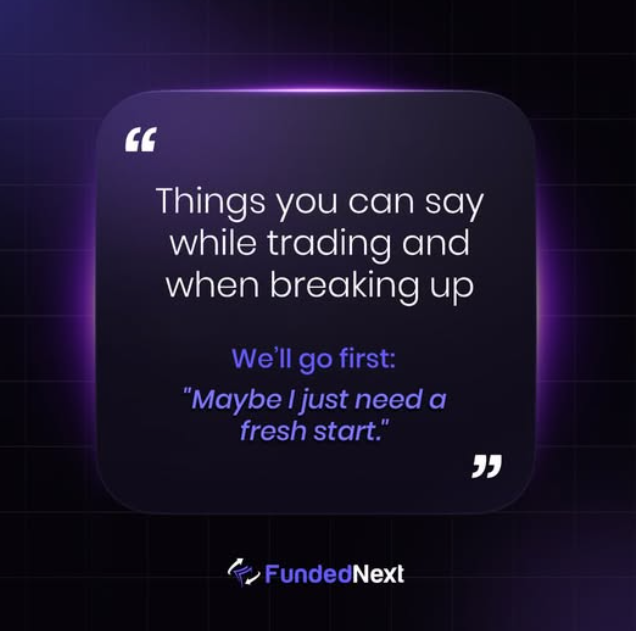 “
Things you can say
while trading and
when breaking up
We'll go first:
"Maybe I just need a
fresh start."
”
FundedNext